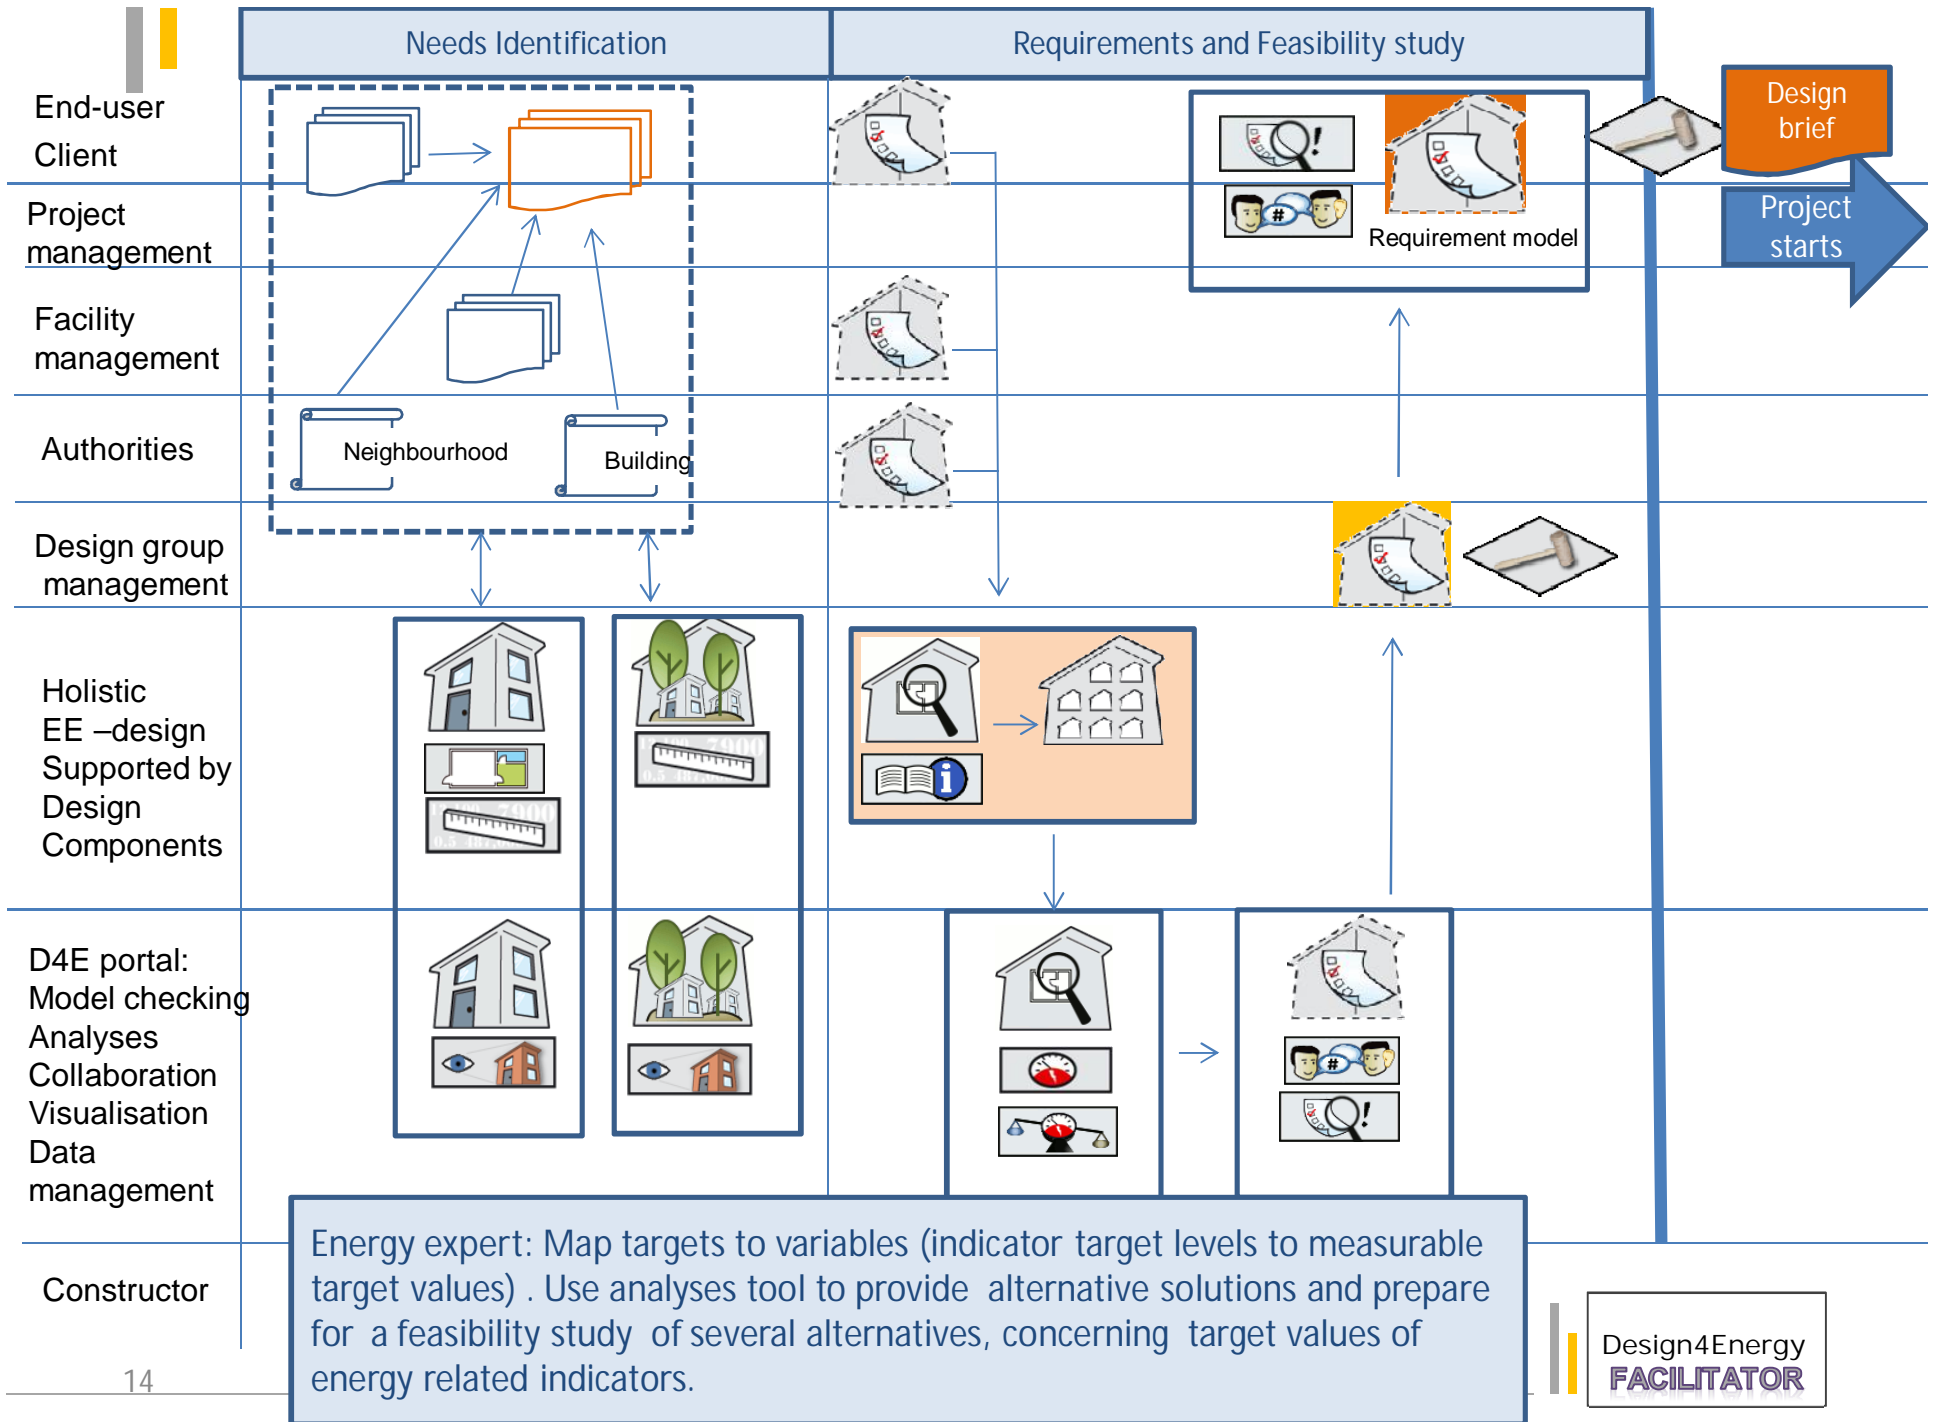 Needs Identification
Requirements and Feasibility study
End-user
Client
Design
brief
Project
management
Requirement model
Project
starts
Facility
management
Authorities
Neighbourhood
Building
Design group
management
Holistic
EE –design
Supported by
Design
Components
D4E portal:
Model checking
Analyses
Collaboration
Visualisation
Data
management
Constructor
Energy expert: Map targets to variables (indicator target levels to measurable
target values) . Use analyses tool to provide alternative solutions and prepare
for a feasibility study of several alternatives, concerning target values of
energy related indicators.
14
Design4Energy
FACILITATOR